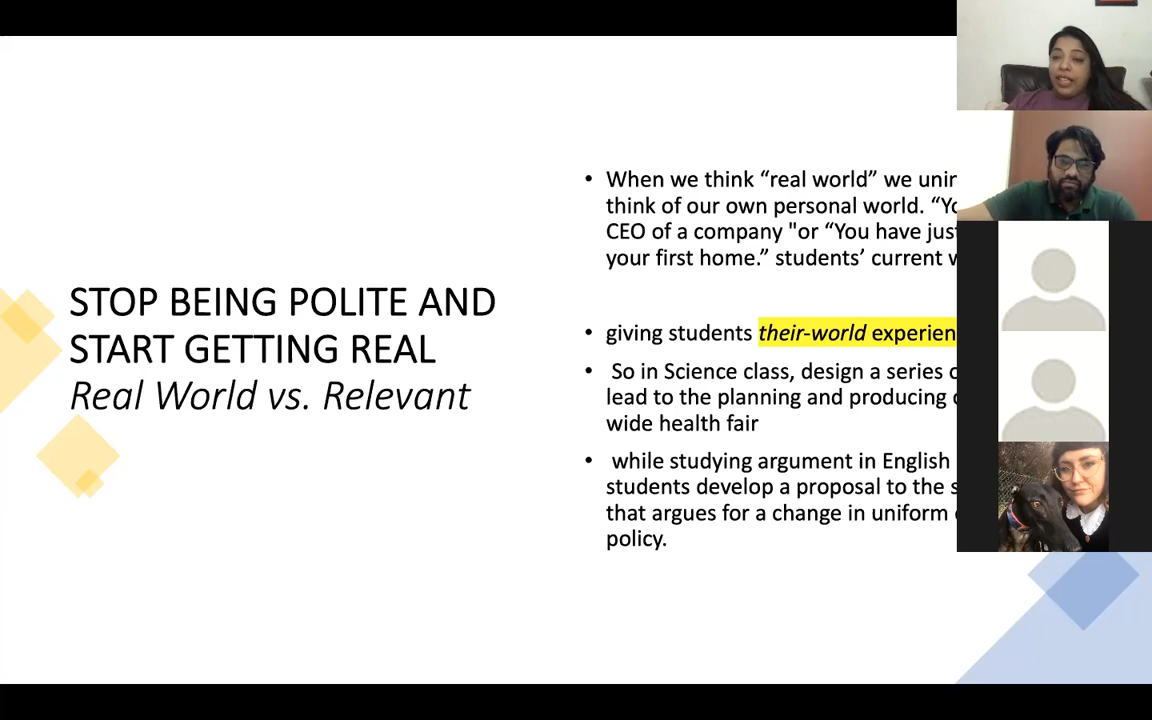 STOP BEING POLITE AND
START GETTING REAL
Real World vs. Relevant
• When we think “real world” we
think of our own personal world.
CEO of a company "or “You have just
your first home.” students’ current
• giving students their-world
• So in Science class, design a series
lead to the planning and producing
wide health fair
• while studying argument in English
students develop a proposal to the
that argues for a change in uniform
policy.